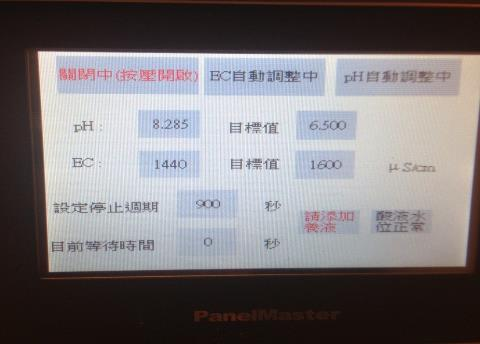 關閉中(按壓開啟) EC自動調整中 pH自動調整中
pH: 8.285 目標值 6.500
EC: 1440 目標值 1600 μS/cm
設定停止週期 900 秒
請添加養液 酸液水位正常
目前等待時間 0 秒
PanelMaster